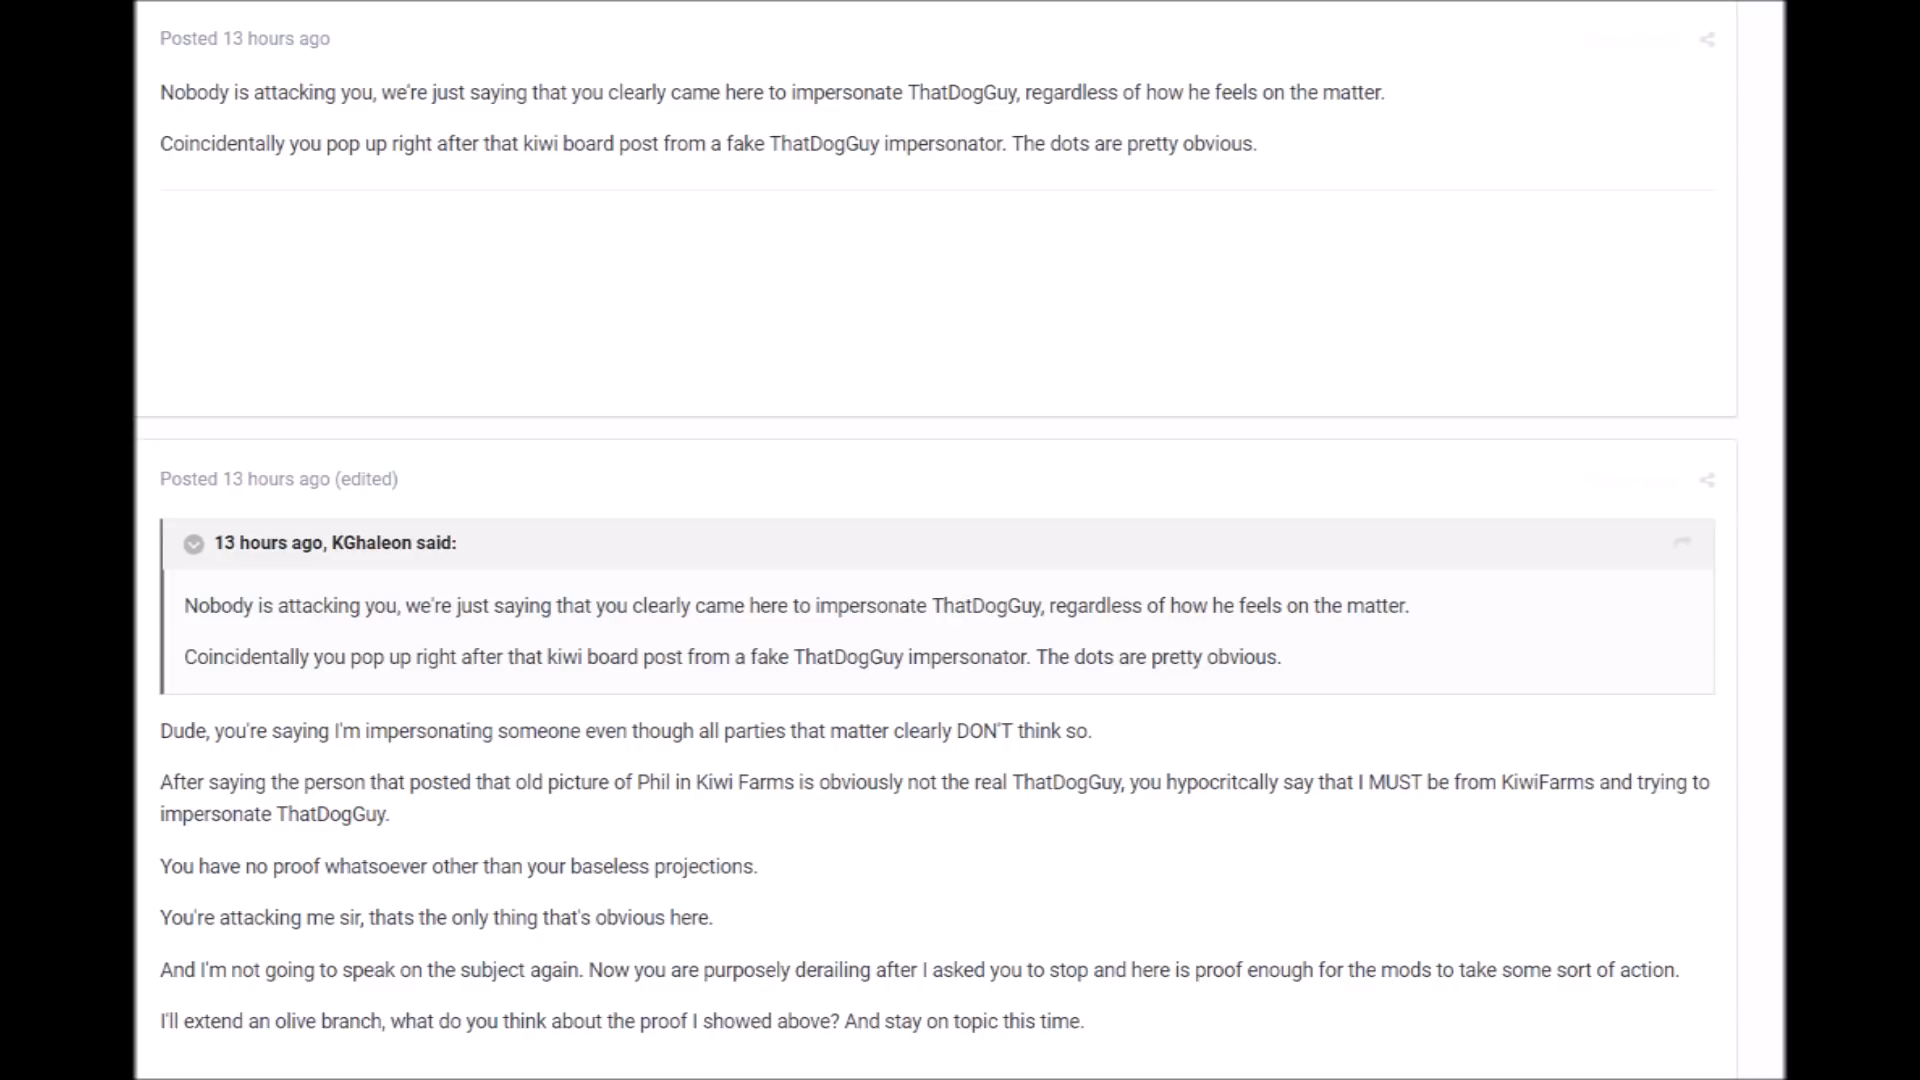 Posted 13 hours ago
Nobody is attacking you, we're just saying that you clearly came here to impersonate ThatDogGuy, regardless of how he feels on the matter.
Coincidentally you pop up right after that kiwi board post from a fake ThatDogGuy impersonator. The dots are pretty obvious.
Posted 13 hours ago (edited)
13 hours ago, KGhaleon said:
Nobody is attacking you, we're just saying that you clearly came here to impersonate ThatDogGuy, regardless of how he feels on the matter.
Coincidentally you pop up right after that kiwi board post from a fake ThatDogGuy impersonator. The dots are pretty obvious.
Dude, you're saying I'm impersonating someone even though all parties that matter clearly DON'T think so.
After saying the person that posted that old picture of Phil in Kiwi Farms is obviously not the real ThatDogGuy, you hypocritcally say that I MUST be from KiwiFarms and trying to
impersonate ThatDogGuy.
You have no proof whatsoever other than your baseless projections.
You're attacking me sir, thats the only thing that's obvious here.
And I'm not going to speak on the subject again. Now you are purposely derailing after I asked you to stop and here is proof enough for the mods to take some sort of action.
I'll extend an olive branch, what do you think about the proof I showed above? And stay on topic this time.